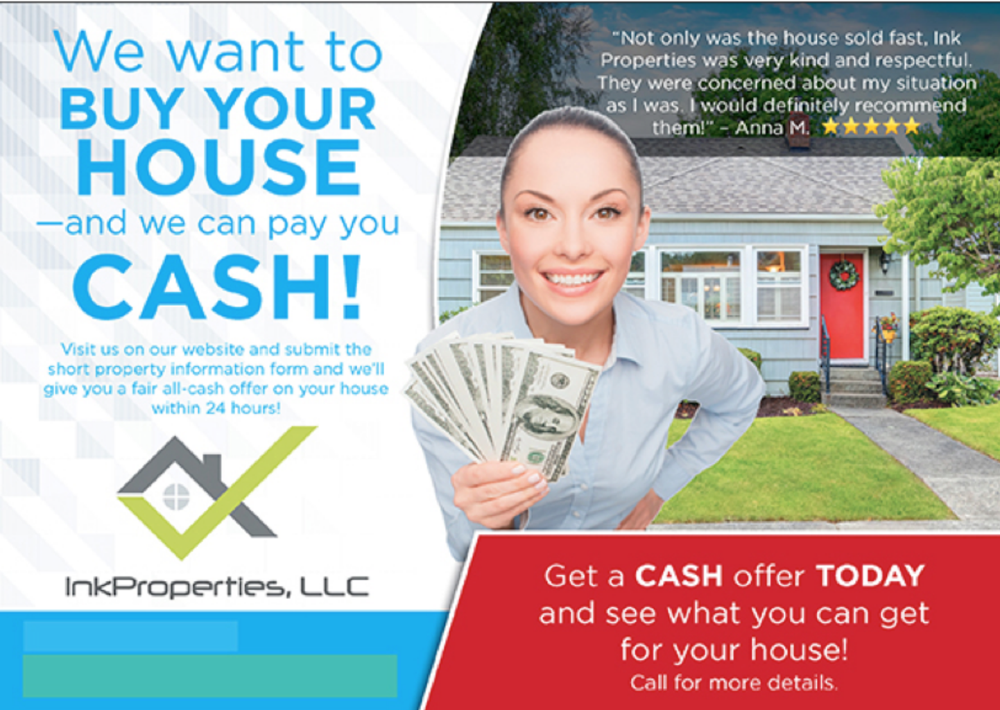 We want to
BUY YOUR
HOUSE
—and we can pay you
CASH!
Visit us on our website and submit the
short property information form and we'll
give you a fair all-cash offer on your house
within 24 hours!
InkProperties, LLC
"Not only was the house sold fast, Ink
Properties was very kind and respectful.
They were concerned about my situation
as I was. I would definitely recommend
them!" – Anna M. ★★★★★
Get a CASH offer TODAY
and see what you can get
for your house!
Call for more details.